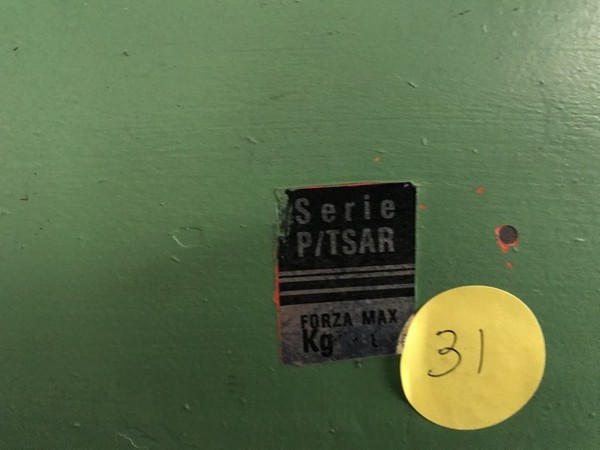 Serie
P/TSAR
FORZA MAX
Kg
31